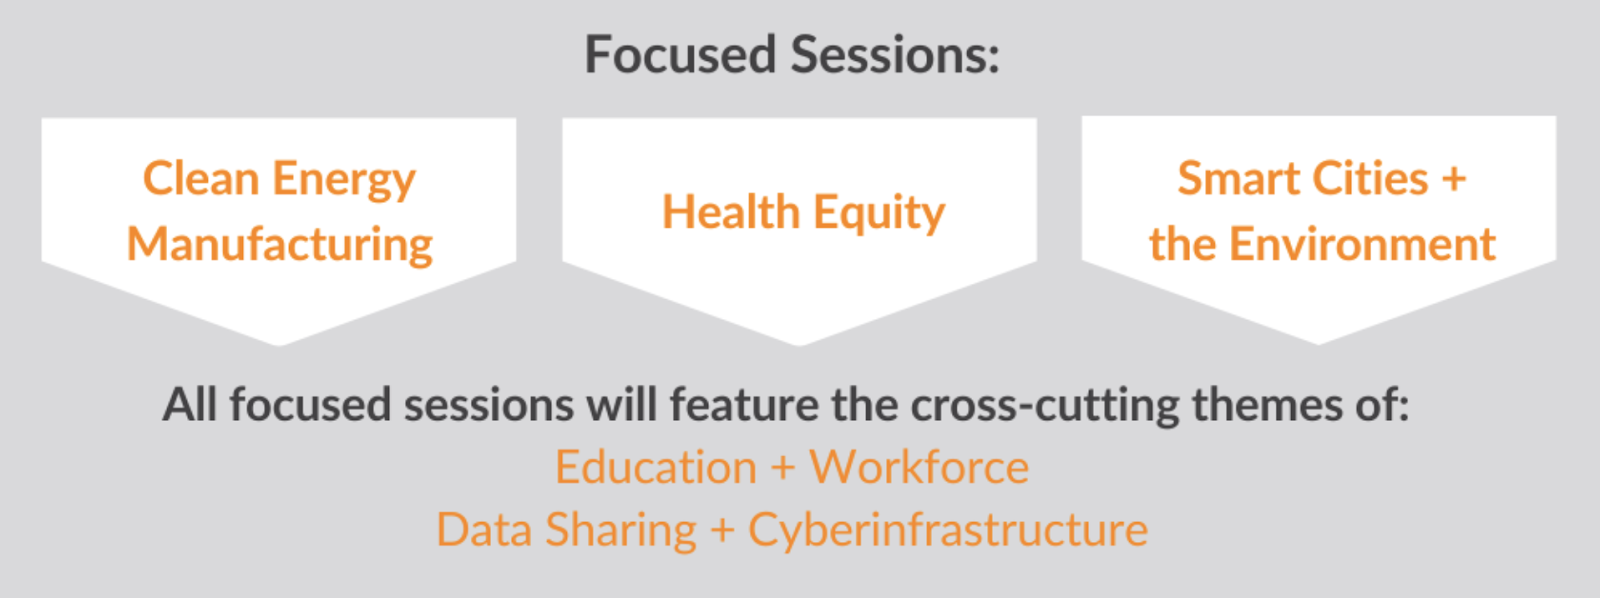 Focused Sessions:
Clean Energy
Manufacturing
Health Equity
Smart Cities +
the Environment
All focused sessions will feature the cross-cutting themes of:
Education + Workforce
Data Sharing + Cyberinfrastructure